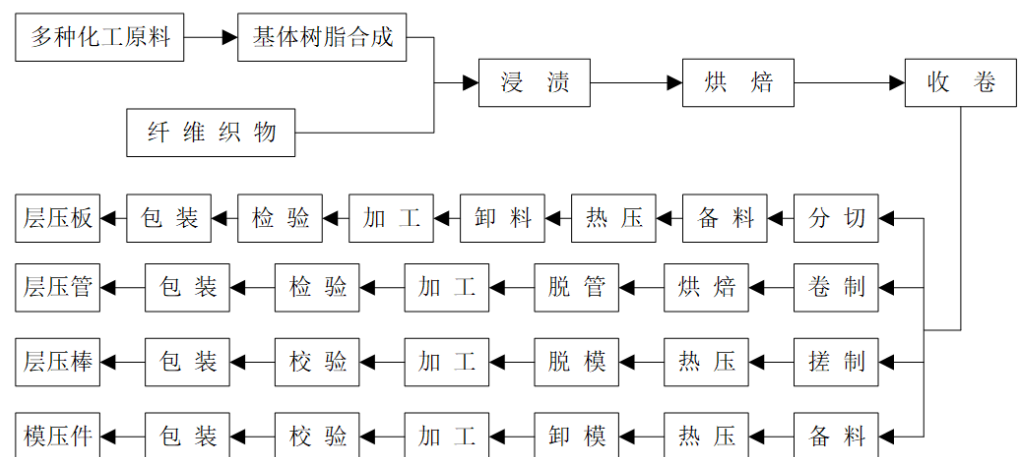 多种化工原料 基体树脂合成
浸渍 烘焙 收卷
纤维织物
层压板 包装 检验 加工 卸料 热压 备料 分切
层压管 包装 检验 加工 脱管 烘焙 卷制
层压棒 包装 校验 加工 脱模 热压 搓制
模压件 包装 校验 加工 卸模 热压 备料